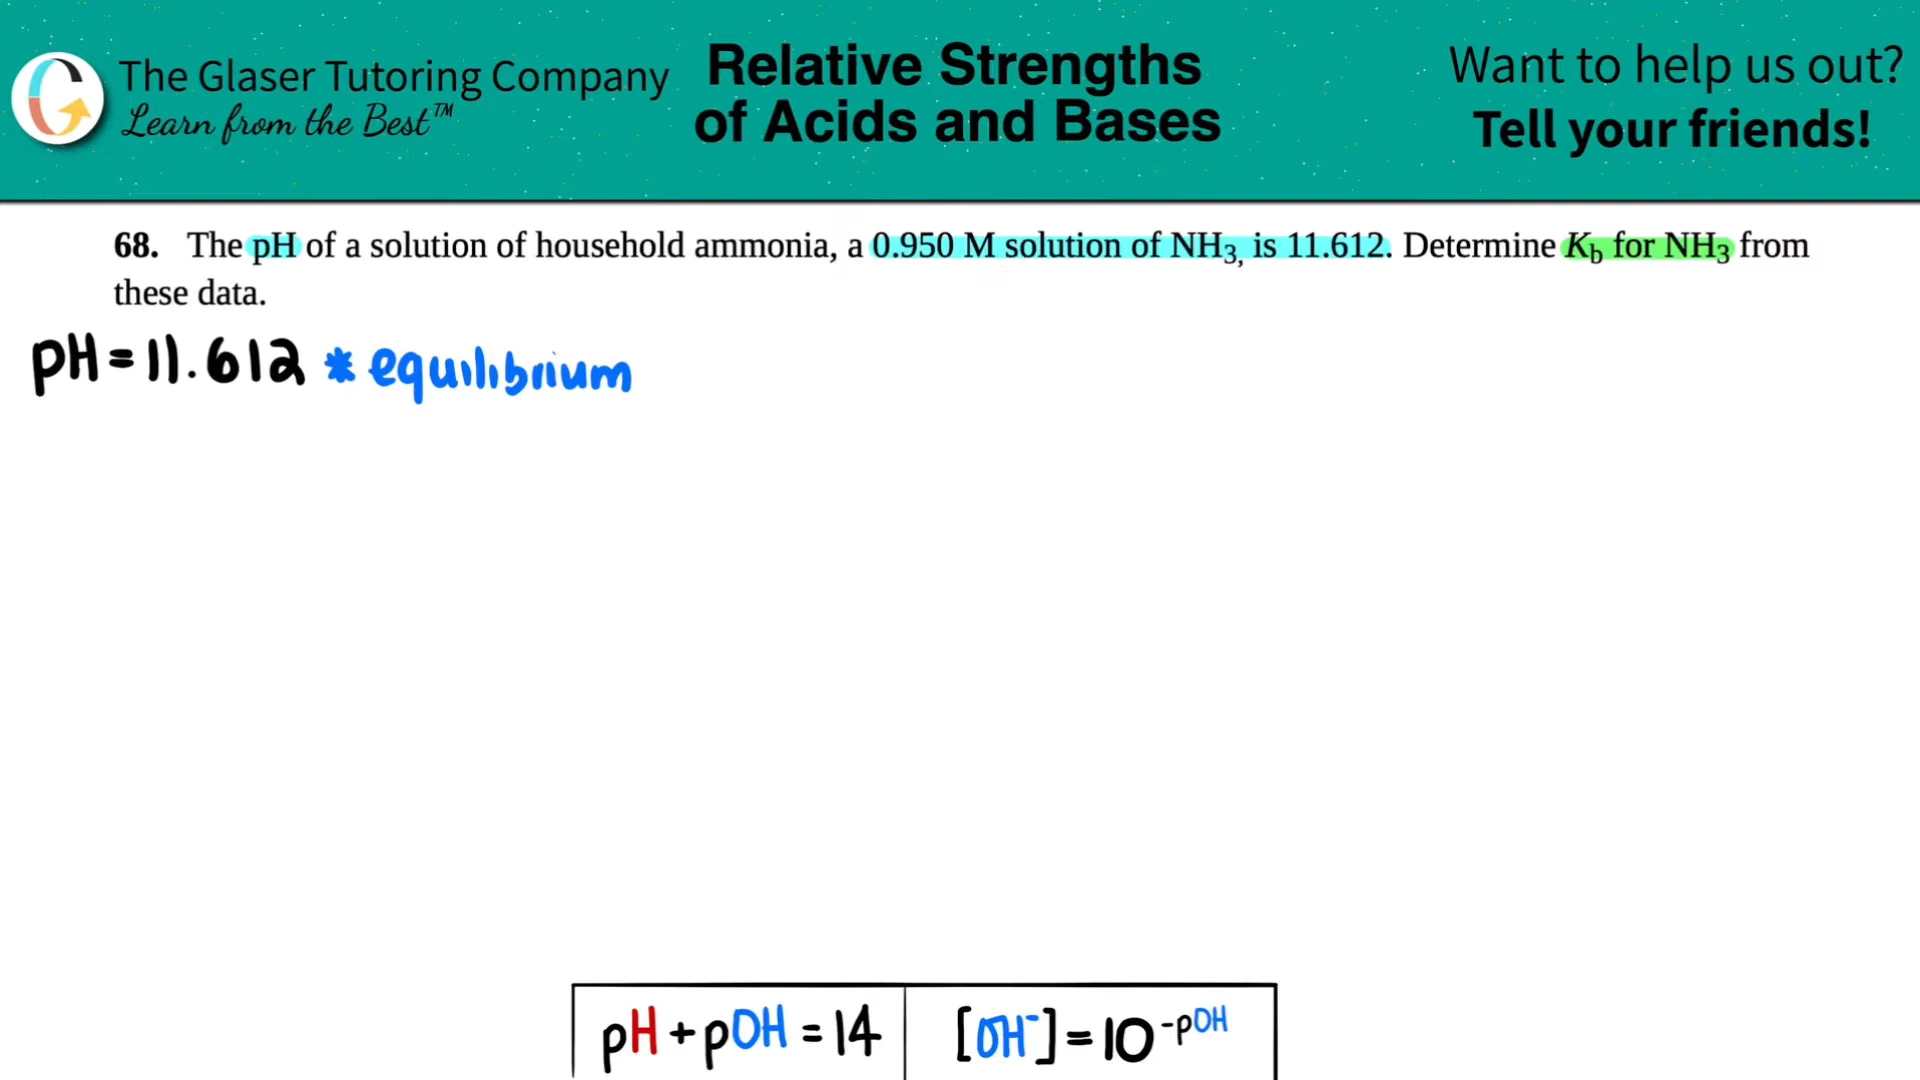 The Glaser Tutoring Company
Learn from the Best™
Relative Strengths
of Acids and Bases
Want to help us out?
Tell your friends!
68. The pH of a solution of household ammonia, a 0.950 M solution of NH₃, is 11.612. Determine K_b for NH₃ from
these data.
pH = 11.612 * equilibrium
pH + pOH = 14
[OH⁻] = 10^-pOH